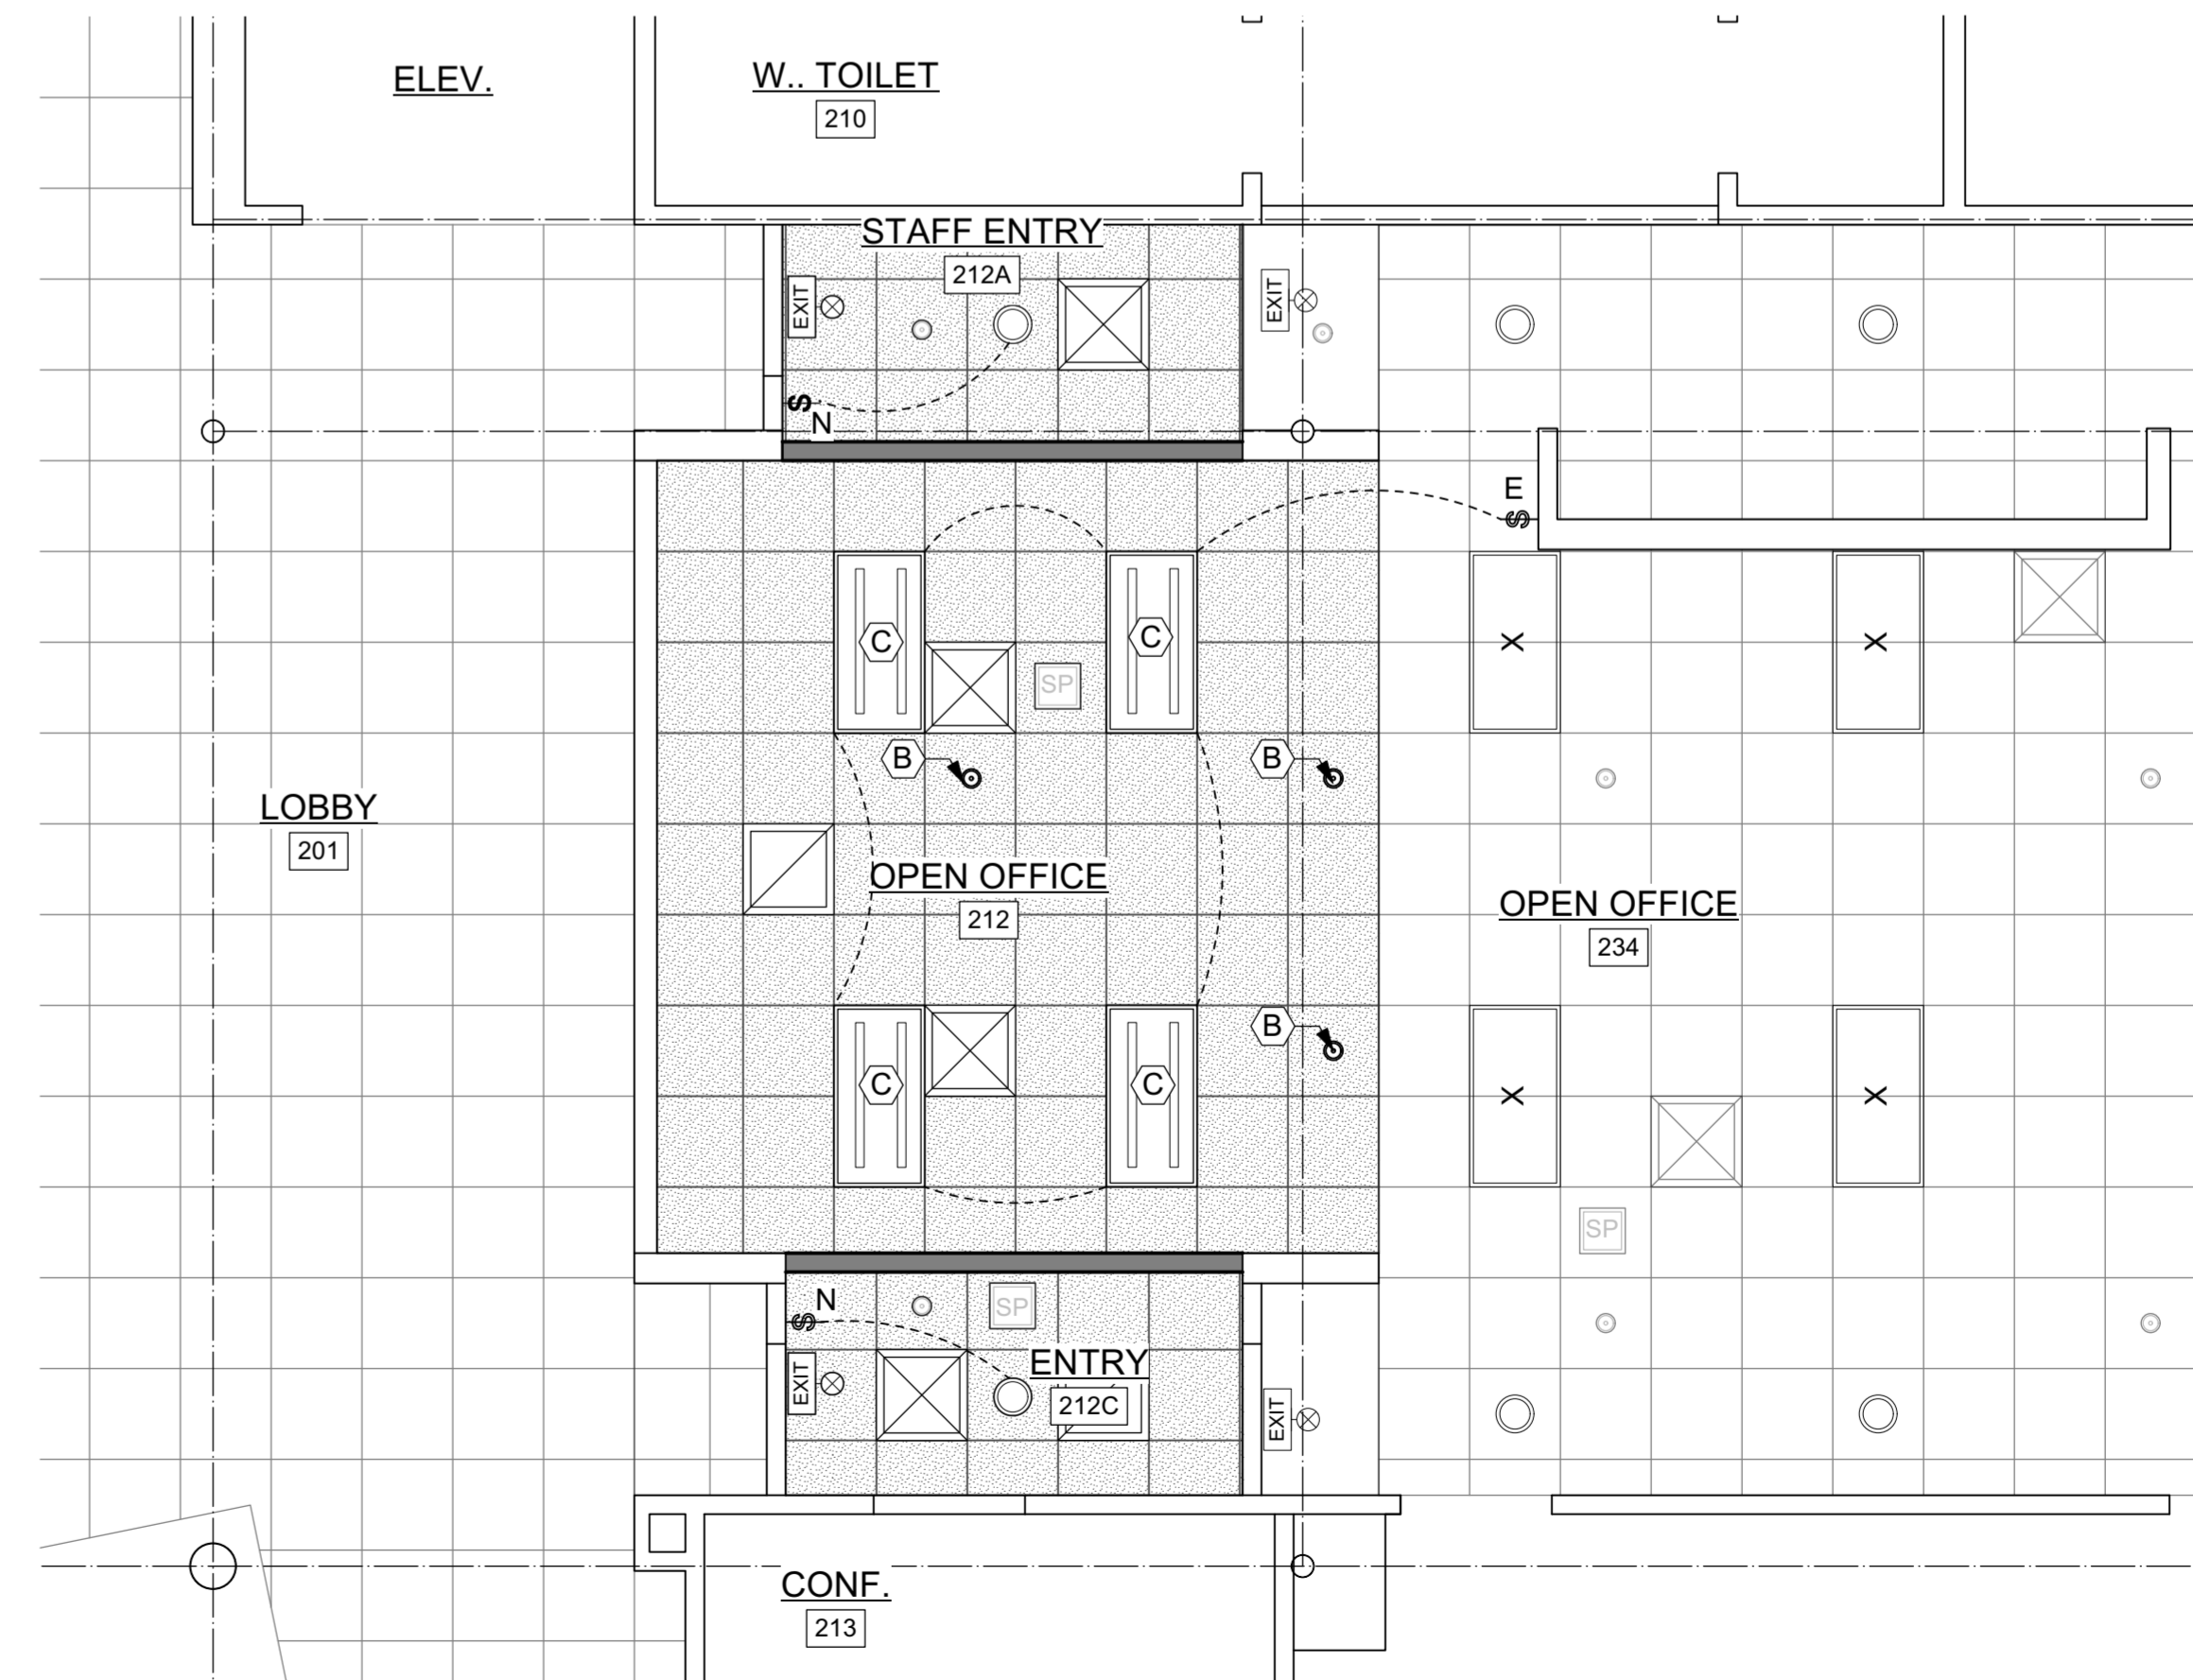 ELEV.
W.. TOILET
210
STAFF ENTRY
212A
EXIT
EXIT
S
N
E
S
C
C
X
X
SP
B
B
LOBBY
201
OPEN OFFICE
212
OPEN OFFICE
234
B
C
C
X
X
SP
N
S
SP
ENTRY
212C
EXIT
EXIT
CONF.
213